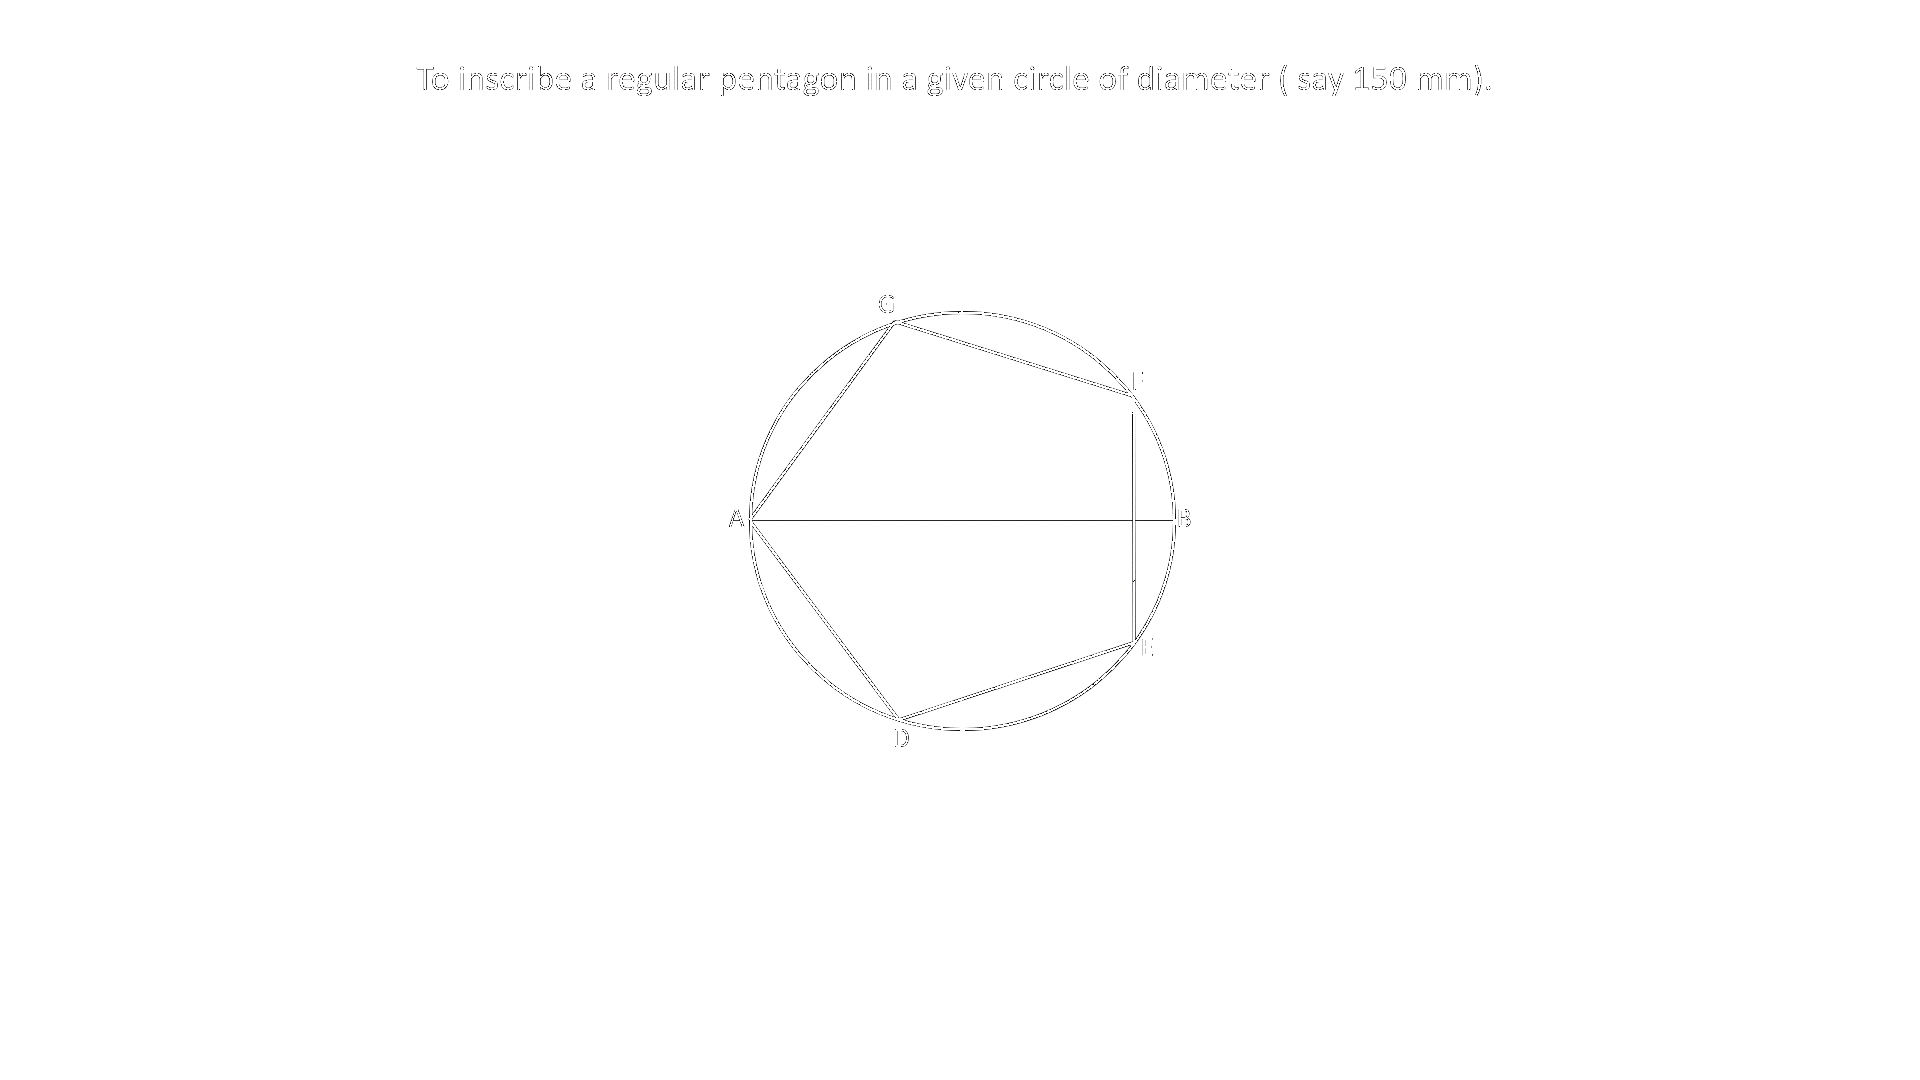 To inscribe a regular pentagon in a given circle of diameter ( say 150 mm).
G
F
A
B
E
D